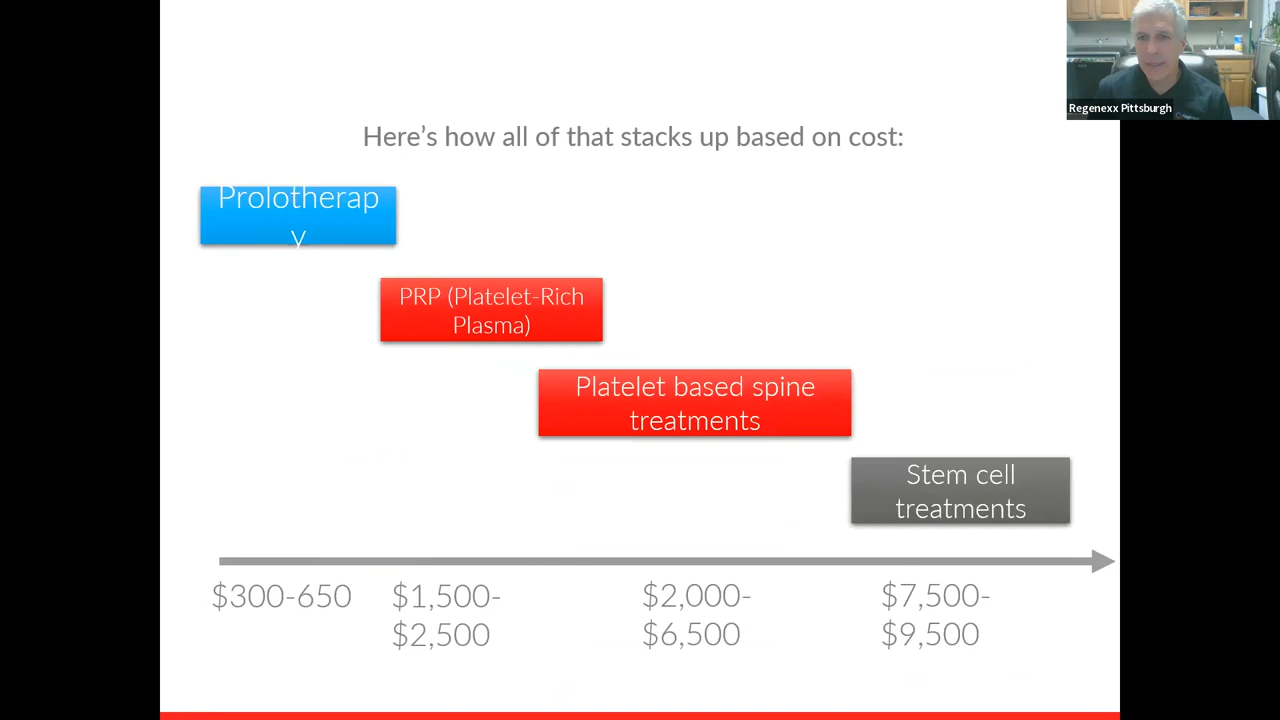 Regenexx Pittsburgh
Here's how all of that stacks up based on cost:
Prolotherap
y
PRP (Platelet-Rich
Plasma)
Platelet based spine
treatments
Stem cell
treatments
$300-650
$1,500-
$2,500
$2,000-
$6,500
$7,500-
$9,500